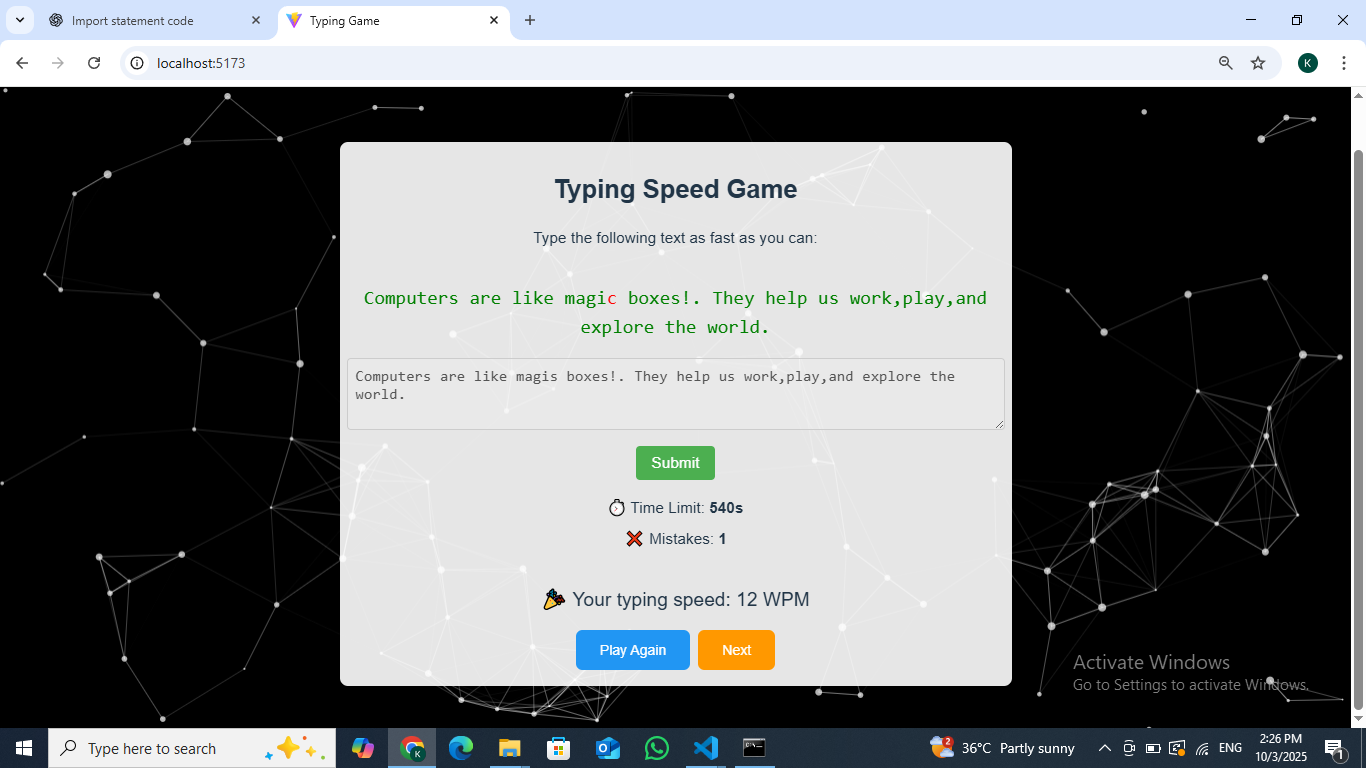 Import statement code
Typing Game
localhost:5173
K
Typing Speed Game
Type the following text as fast as you can:
Computers are like magic boxes!. They help us work,play,and
explore the world.
Computers are like magis boxes!. They help us work,play,and explore the
world.
Submit
Time Limit: 540s
Mistakes: 1
Your typing speed: 12 WPM
Play Again
Next
Activate Windows
Go to Settings to activate Windows.
Type here to search
K
2
36°C Partly sunny
ENG
2:26 PM
10/3/2025
1